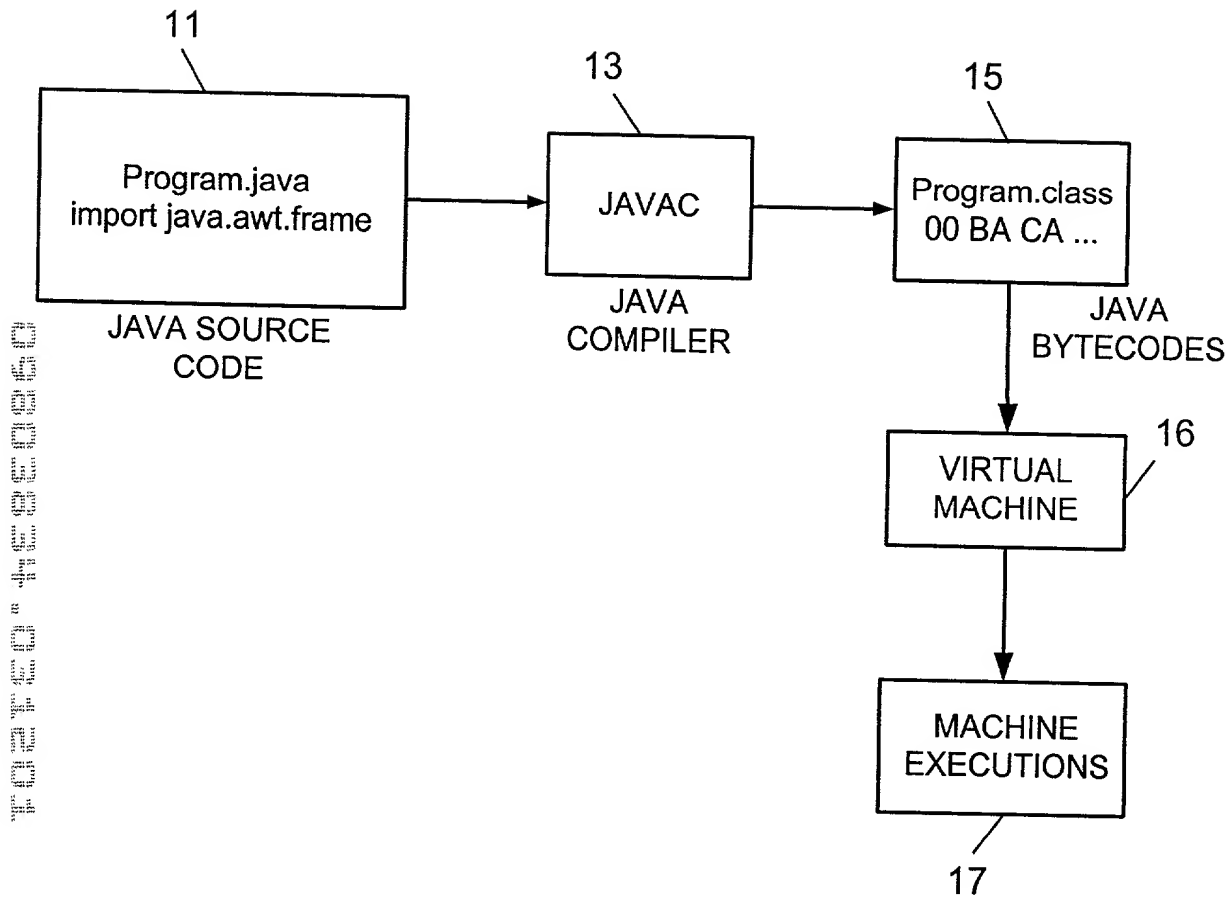 11
Program.java
import java.awt.frame
JAVA SOURCE
CODE
13
JAVAC
JAVA
COMPILER
15
Program.class
00 BA CA ...
JAVA
BYTECODES
VIRTUAL
MACHINE
16
MACHINE
EXECUTIONS
17